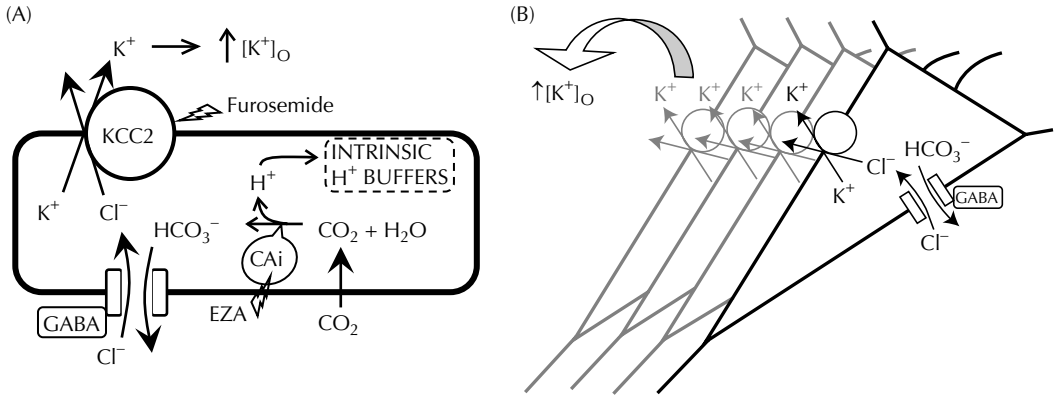 (A)
K⁺ → ↑ [K⁺]O
Furosemide
KCC2
INTRINSIC
H⁺ BUFFERS
H⁺
K⁺ Cl⁻
HCO₃⁻
CO₂ + H₂O
CAi
EZA
GABA
CO₂
Cl⁻
(B)
↑[K⁺]O
K⁺ K⁺ K⁺ K⁺
HCO₃⁻
Cl⁻
K⁺
GABA
Cl⁻